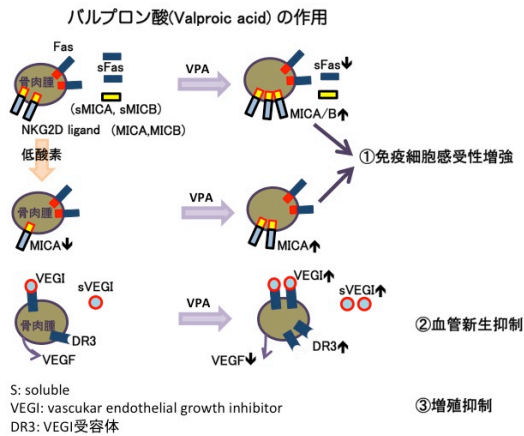 バルプロン酸(Valproic acid) の作用
Fas
sFas
VPA
sFas
骨肉腫
(sMICA, sMICB)
MICA/B
NKG2D ligand (MICA,MICB)
低酸素
①免疫細胞感受性増強
VPA
骨肉腫
MICA
MICA
VEGI
sVEGI
VEGI
sVEGI
VPA
骨肉腫
②血管新生抑制
DR3
DR3
VEGF
VEGF
S: soluble
VEGI: vascukar endothelial growth inhibitor
③増殖抑制
DR3: VEGI受容体